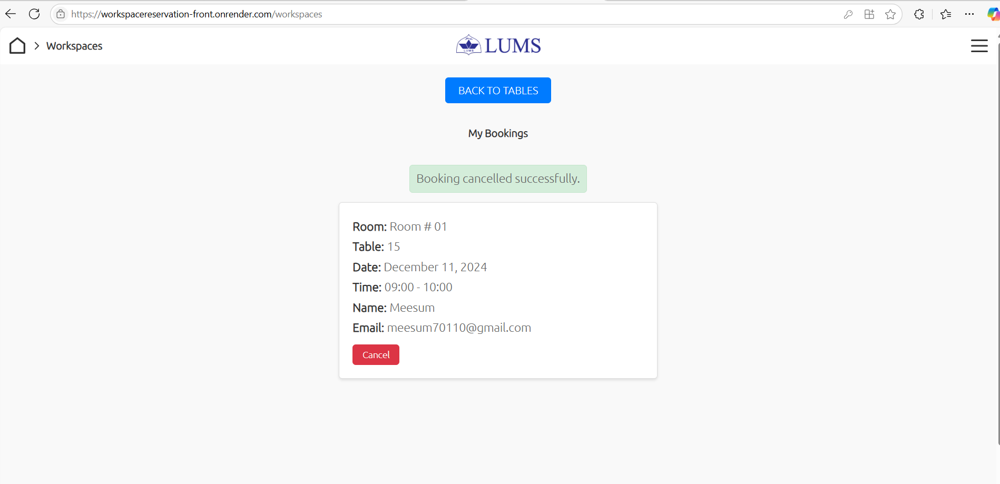 https://workspacereservation-front.onrender.com/workspaces
Workspaces
LUMS
LUMS
BACK TO TABLES
My Bookings
Booking cancelled successfully.
Room: Room # 01
Table: 15
Date: December 11, 2024
Time: 09:00 - 10:00
Name: Meesum
Email: meesum70110@gmail.com
Cancel